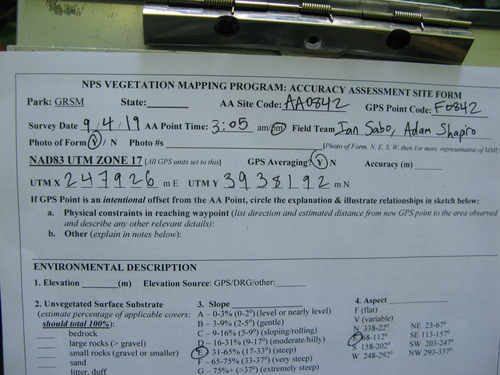 NPS VEGETATION MAPPING PROGRAM: ACCURACY ASSESSMENT SITE FORM
Park: GRSM State: AA Site Code: AA0842 GPS Point Code: F0842
Survey Date 9/4/19 AA Point Time: 3:05 am/pm Field Team Ian Sabo, Adam Shapiro
Photo of Form Y / N Photo #s [Photo of Form, N, E, S, W, then 1or more representative of MMU
NAD83 UTM ZONE 17 [All GPS units set to this] GPS Averaging? Y N Accuracy (m)
UTM X 247926 m E UTM Y 3938192 m N
If GPS Point is an intentional offset from the AA Point, circle the explanation & illustrate relationships in sketch below:
a. Physical constraints in reaching waypoint (list direction and estimated distance from new GPS point to the area observed
and describe any other relevant details):
b. Other (explain in notes below):
ENVIRONMENTAL DESCRIPTION
1. Elevation (m) Elevation Source: GPS/DRG/other:
2. Unvegetated Surface Substrate 3. Slope 4. Aspect
(estimate percentage of applicable covers; A – 0-3% (0-2°) (level or nearly level) F (flat)
should total 100%): B – 3-9% (2-5°) (gentle) V (variable)
bedrock C – 9-16% (5-9°) (sloping/rolling) N 338-22° NE 23-67°
large rocks (> gravel) D – 16-31% (9-17°) (moderate/hilly) E 68-112° SE 113-157°
small rocks (gravel or smaller) E – 31-65% (17-33°) (steep) S 158-202° SW 203-247°
sand F – 65-75% (33-37°) (very steep) W 248-292° NW 293-337°
litter, duff G – 75%+ (>37°) (extremely steep)